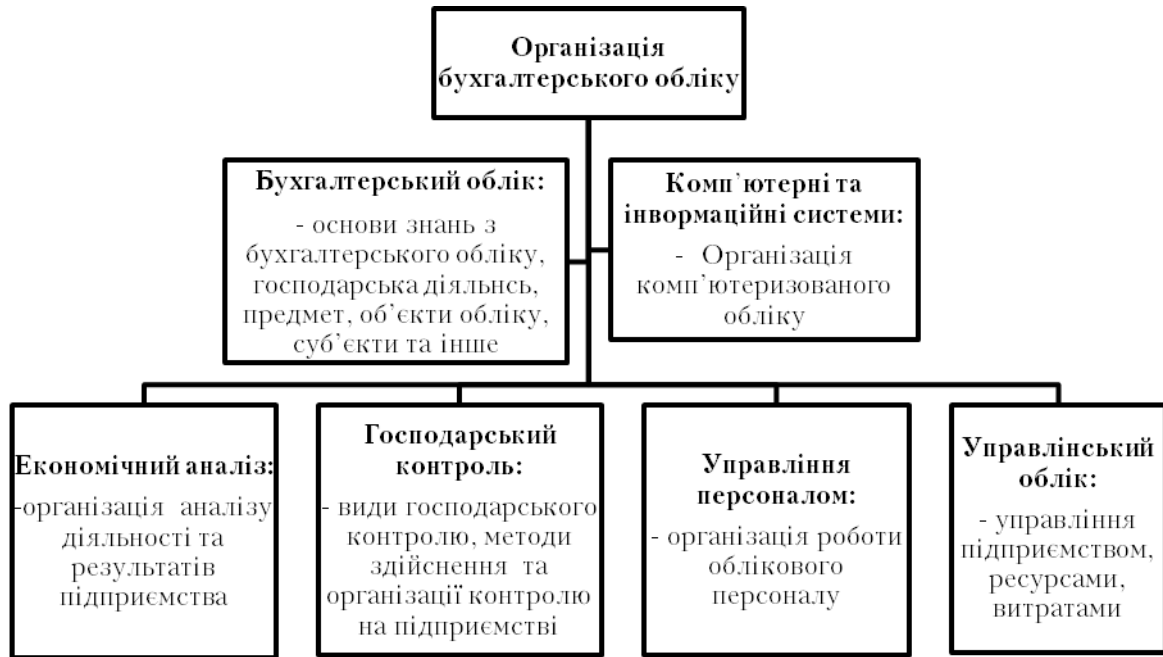 Організація
бухгалтерського обліку
Бухгалтерський облік:
- основи знань з
бухгалтерського обліку,
господарська діяльнсь,
предмет, об’єкти обліку,
суб’єкти та інше
Комп’ютерні та
інвормаційні системи:
- Організація
комп’ютеризованого
обліку
Економічний аналіз:
-організація аналізу
діяльності та
результатів
підприємства
Господарський
контроль:
- види господарського
контролю, методи
здійснення та
організації контролю
на підприємстві
Управління
персоналом:
- організація роботи
облікового
персоналу
Управлінський
облік:
- управління
підприємством,
ресурсами,
витратами